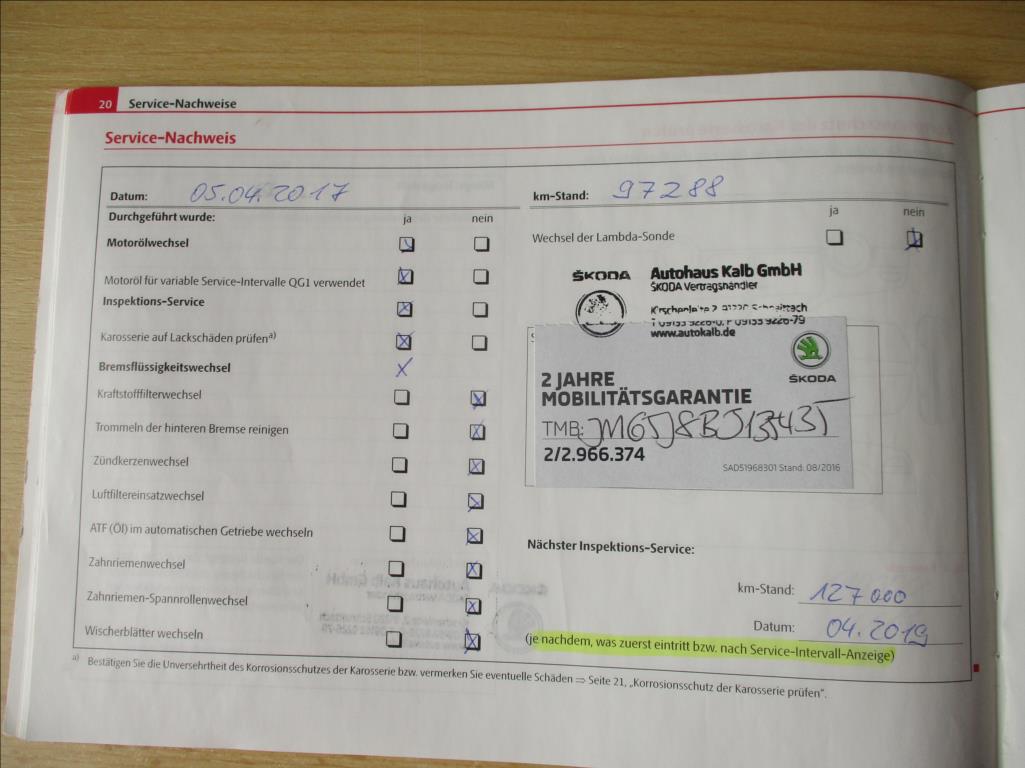 20 Service-Nachweise
Service-Nachweis
Datum: 05.04.2017
km-Stand: 97288
Durchgeführt wurde: ja nein
ja nein
Motorölwechsel
Wechsel der Lambda-Sonde
Motoröl für variable Service-Intervalle QG1 verwendet
Inspektions-Service
Karosserie auf Lackschäden prüfen a)
Bremsflüssigkeitswechsel
Kraftstofffilterwechsel
Trommeln der hinteren Bremse reinigen
Zündkerzenwechsel
Luftfiltereinsatzwechsel
ATF (Öl) im automatischen Getriebe wechseln
Zahnriemenwechsel
Zahnriemen-Spannrollenwechsel
Wischerblätter wechseln
ŠKODA
Autohaus Kalb GmbH
ŠKODA Vertragshändler
www.autokalb.de
2 JAHRE
MOBILITÄTSGARANTIE
ŠKODA
TMB:
2/2.966.374
SAD51968301 Stand: 08/2016
Nächster Inspektions-Service:
km-Stand: 127000
Datum: 04.2019
(je nachdem, was zuerst eintritt bzw. nach Service-Intervall-Anzeige)
a) Bestätigen Sie die Unversehrtheit des Korrosionsschutzes der Karosserie bzw. vermerken Sie eventuelle Schäden ⇒ Seite 21, „Korrosionsschutz der Karosserie prüfen“.